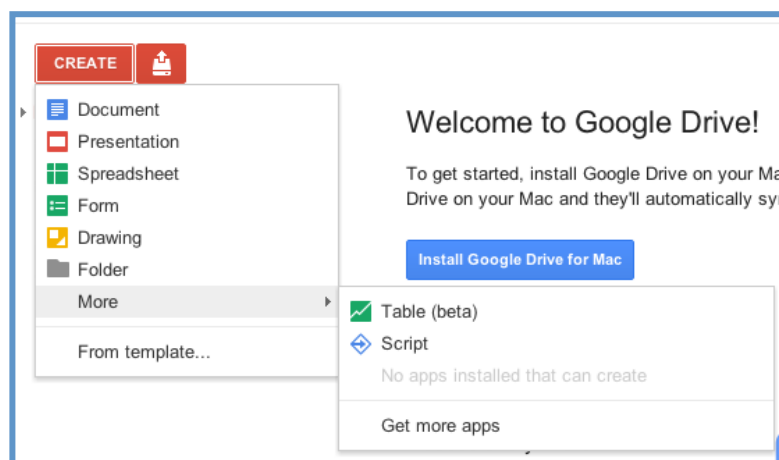 CREATE
Document
Presentation
Spreadsheet
Form
Drawing
Folder
More
From template...
Welcome to Google Drive!
To get started, install Google Drive on your
Drive on your Mac and they'll automatically
Install Google Drive for Mac
Table (beta)
Script
No apps installed that can create
Get more apps